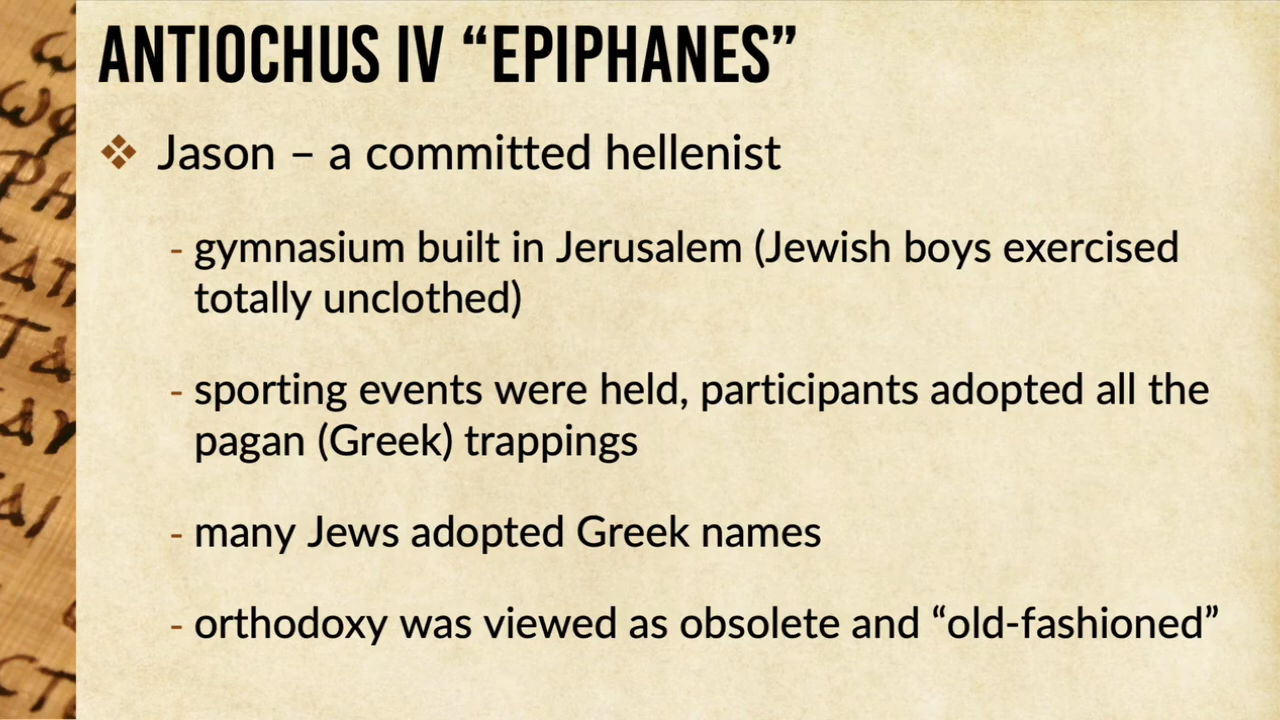 ANTIOCHUS IV “EPIPHANES”
❖ Jason – a committed hellenist
- gymnasium built in Jerusalem (Jewish boys exercised
totally unclothed)
- sporting events were held, participants adopted all the
pagan (Greek) trappings
- many Jews adopted Greek names
- orthodoxy was viewed as obsolete and “old-fashioned”